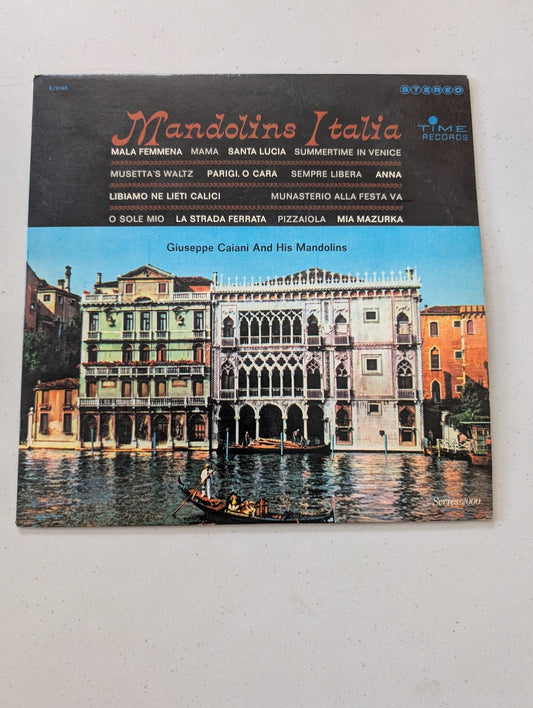 S/2163
STEREO
Mandolins Italia
TIME
RECORDS
MALA FEMMENA MAMA SANTA LUCIA SUMMERTIME IN VENICE
MUSETTA'S WALTZ PARIGI, O CARA SEMPRE LIBERA ANNA
LIBIAMO NE LIETI CALICI MUNASTERIO ALLA FESTA VA
O SOLE MIO LA STRADA FERRATA PIZZAIOLA MIA MAZURKA
Giuseppe Caiani And His Mandolins
Series 2000